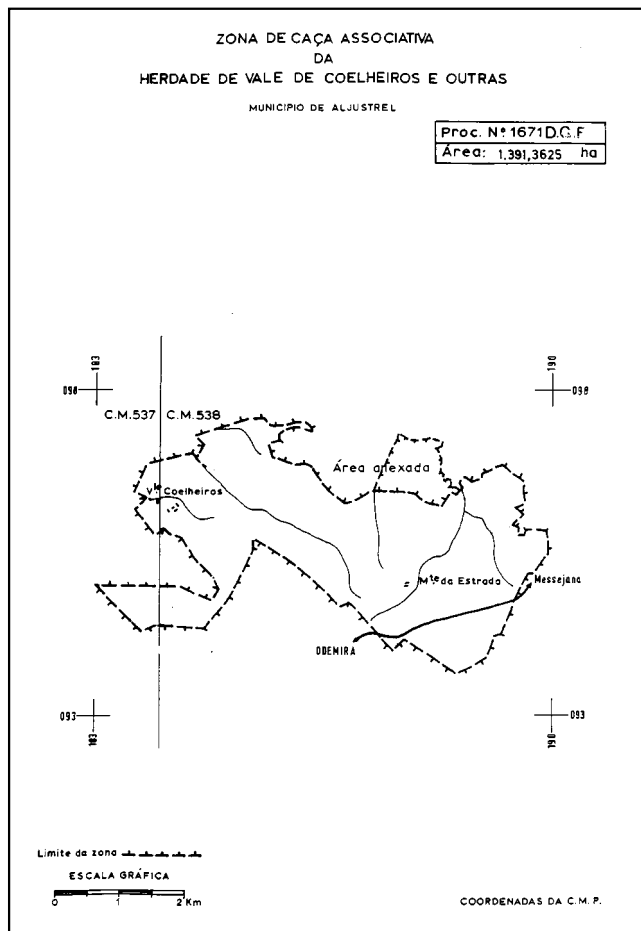 ZONA DE CAÇA ASSOCIATIVA
DA
HERDADE DE VALE DE COELHEIROS E OUTRAS
MUNICIPIO DE ALJUSTREL
Proc. Nº 1671 D.G.F
Área: 1.391,3625 ha
183
190
098
098
C.M.537
C.M.538
Área anexada
Vle Coelheiros
Mte da Estrada
Messejana
ODEMIRA
093
093
183
190
Limite da zona
ESCALA GRÁFICA
0 1 2 Km
COORDENADAS DA C.M.P.